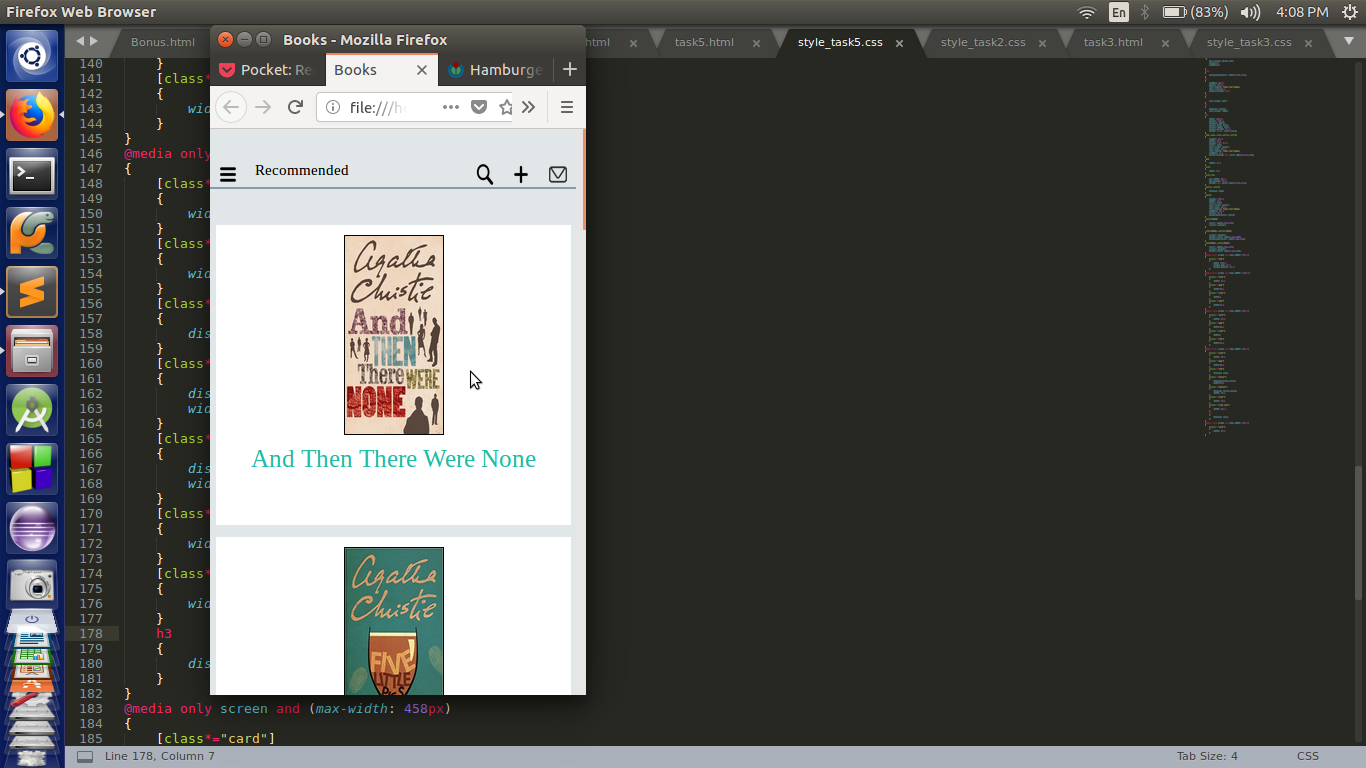 Firefox Web Browser
En
(83%)
4:08 PM
Books - Mozilla Firefox
Pocket: Re
Books
Hamburge
file:///h
Recommended
Agatha
Christie
And
THEN
There WERE
NONE
And Then There Were None
Agatha
Christie
FIVE
LITTLE
PIGS
Bonus.html
html
task5.html
style_task5.css
style_task2.css
task3.html
style_task3.css
140 }
141 [class*
142 {
143 wid
144 }
145 }
146 @media only
147 {
148 [class*
149 {
150 wid
151 }
152 [class*
153 {
154 wid
155 }
156 [class*
157 {
158 dis
159 }
160 [class*
161 {
162 dis
163 wid
164 }
165 [class*
166 {
167 dis
168 wid
169 }
170 [class*
171 {
172 wid
173 }
174 [class*
175 {
176 wid
177 }
178 h3
179 {
180 dis
181 }
182 }
183 @media only screen and (max-width: 458px)
184 {
185 [class*="card"]
Line 178, Column 7
Tab Size: 4
CSS